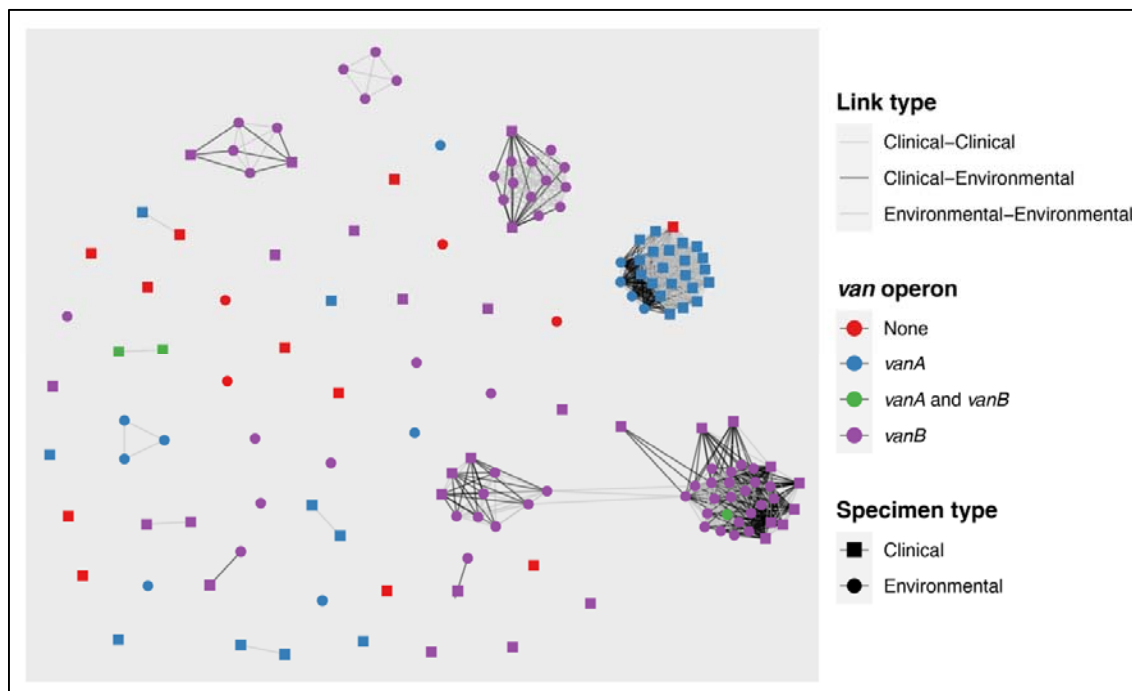 Link type
Clinical–Clinical
Clinical–Environmental
Environmental–Environmental
van operon
None
vanA
vanA and vanB
vanB
Specimen type
Clinical
Environmental